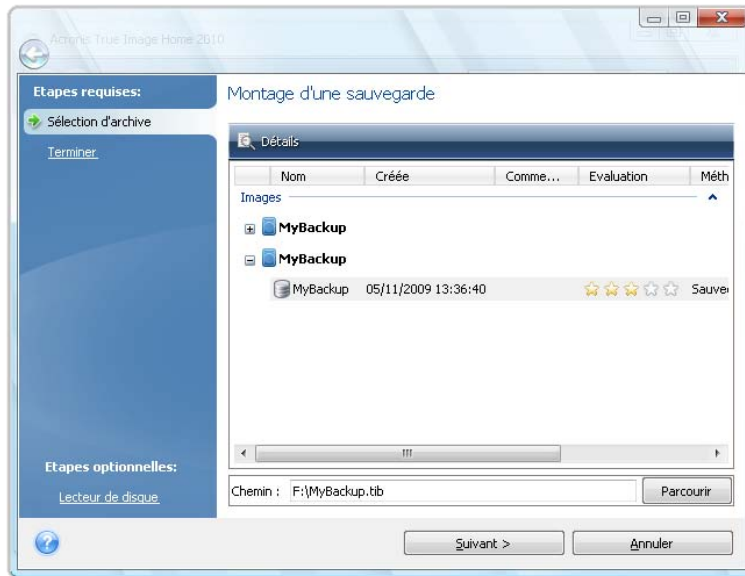 Acronis True Image Home 2010
Etapes requises:
Sélection d'archive
Terminer
Etapes optionnelles:
Lecteur de disque
Montage d'une sauvegarde
Détails
Nom Créée Comme... Evaluation Méth
Images
MyBackup
MyBackup
MyBackup 05/11/2009 13:36:40 Sauve
Chemin : F:\MyBackup.tib Parcourir
Suivant > Annuler